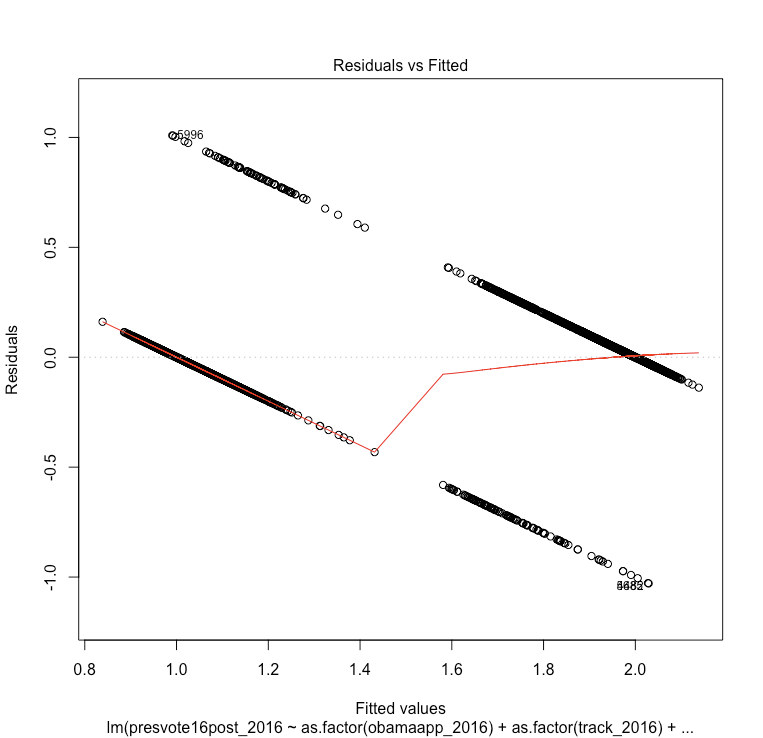 Residuals vs Fitted
1.0
0.5
0.0
-0.5
-1.0
Residuals
5996
0.8 1.0 1.2 1.4 1.6 1.8 2.0
Fitted values
lm(presvote16post_2016 ~ as.factor(obamaapp_2016) + as.factor(track_2016) + ...